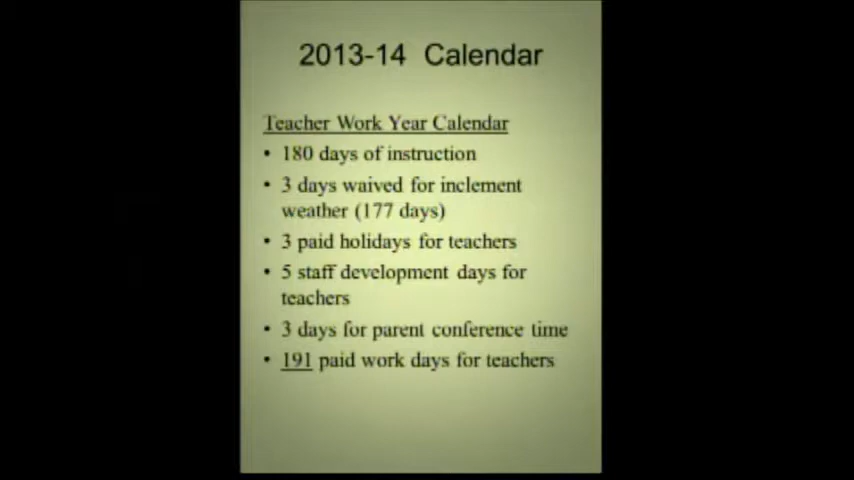 2013-14 Calendar
Teacher Work Year Calendar
• 180 days of instruction
• 3 days waived for inclement
weather (177 days)
• 3 paid holidays for teachers
• 5 staff development days for
teachers
• 3 days for parent conference time
• 191 paid work days for teachers